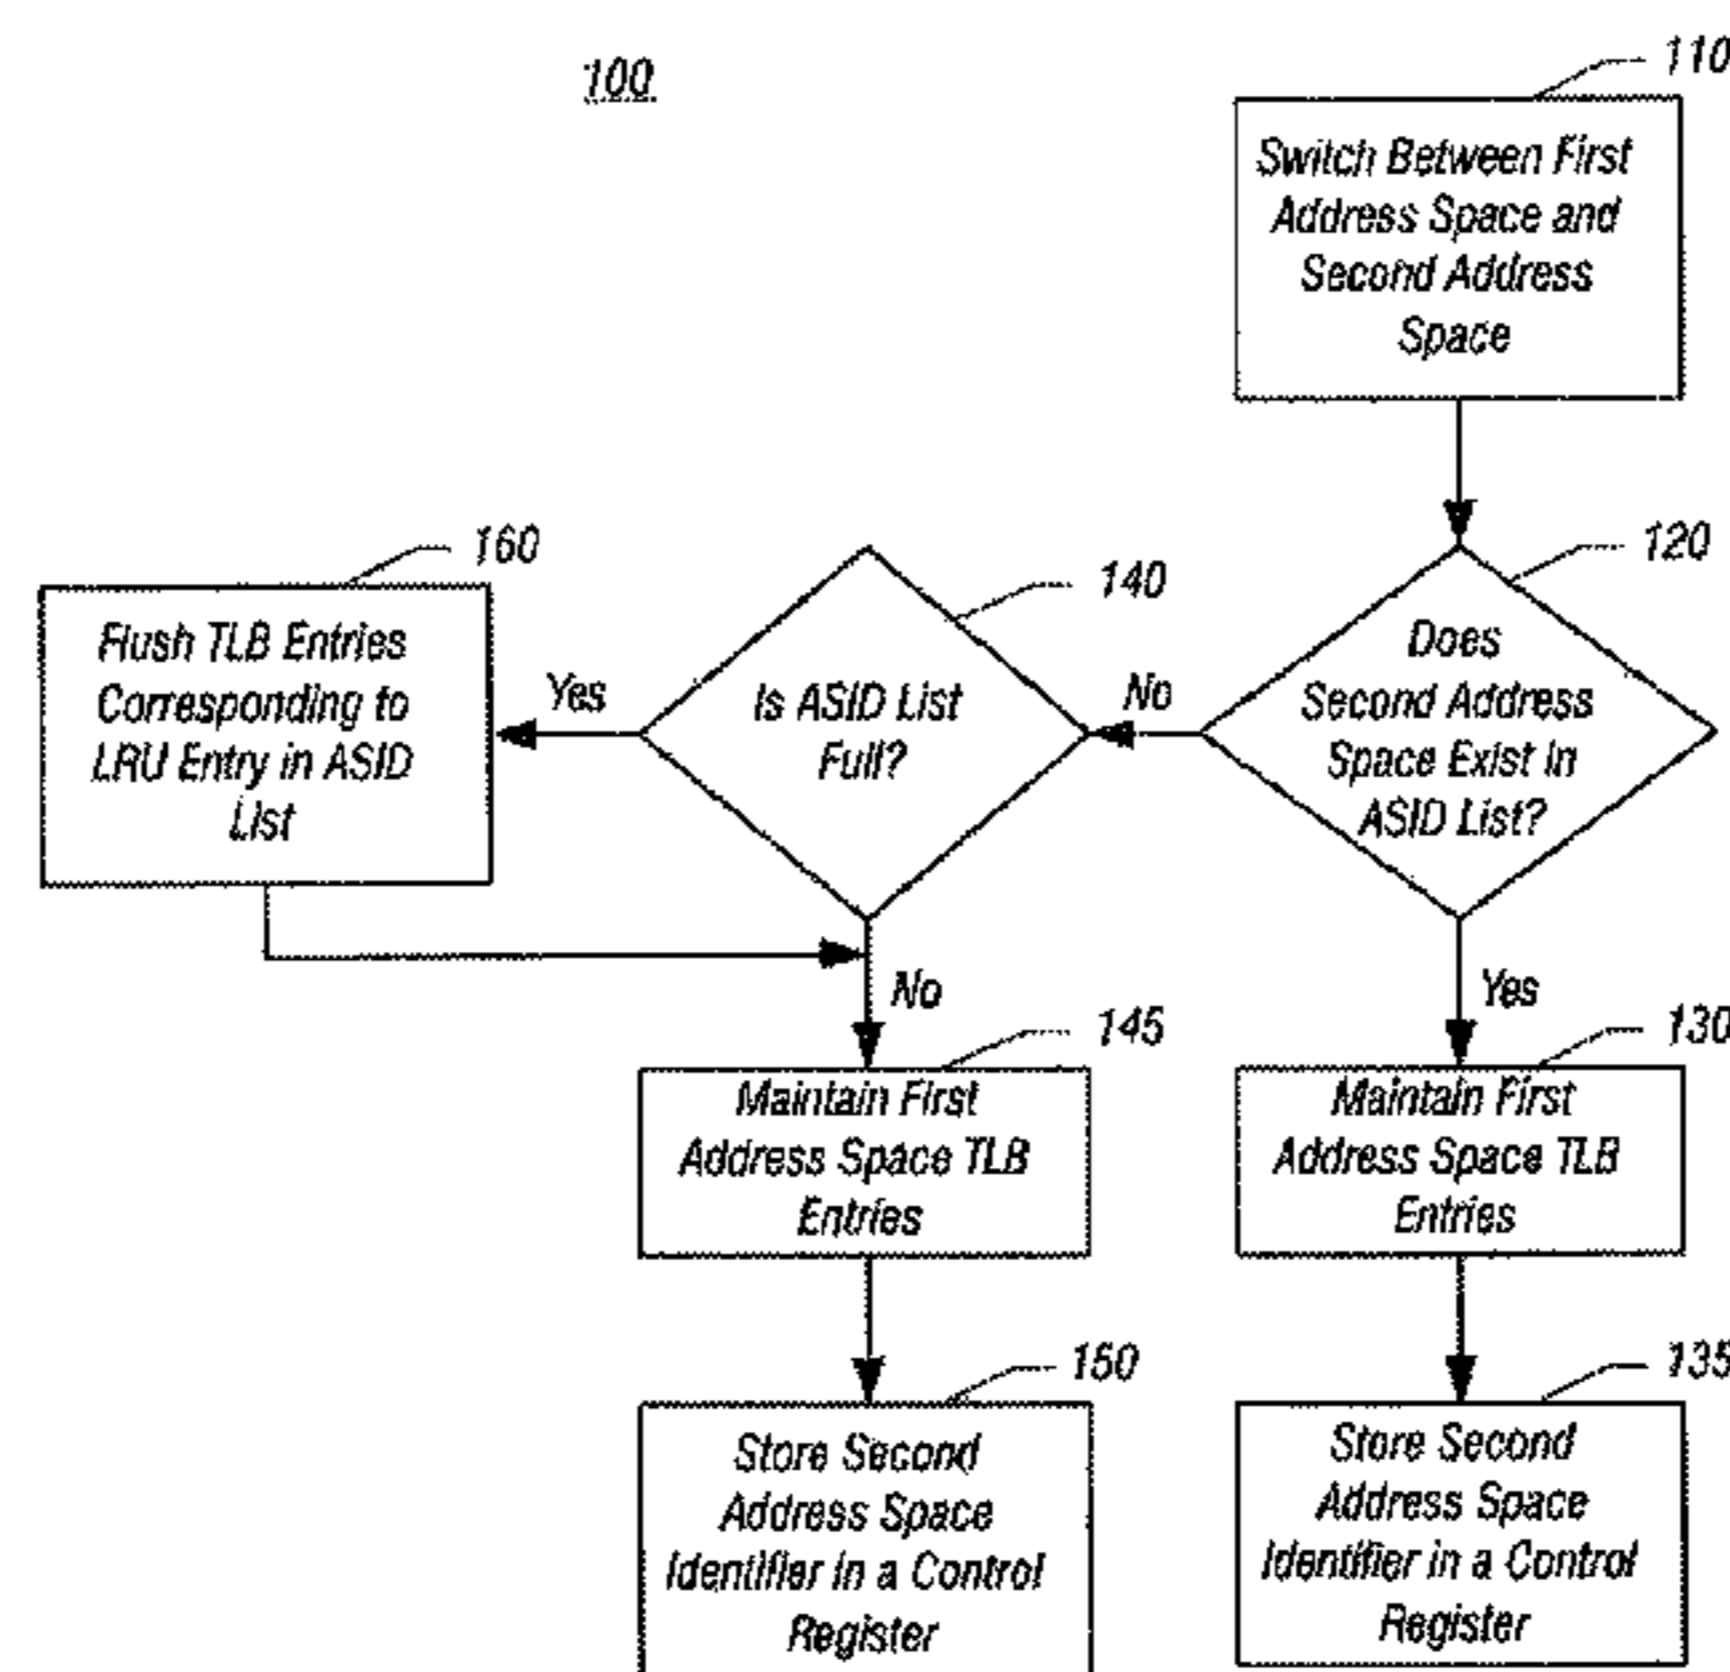 100
110
Switch Between First
Address Space and
Second Address
Space
160
Flush TLB Entries
Corresponding to
LRU Entry in ASID
List
Yes
140
Is ASID List
Full?
No
120
Does
Second Address
Space Exist in
ASID List?
No
Yes
145
Maintain First
Address Space TLB
Entries
130
Maintain First
Address Space TLB
Entries
150
Store Second
Address Space
Identifier in a Control
Register
135
Store Second
Address Space
Identifier in a Control
Register